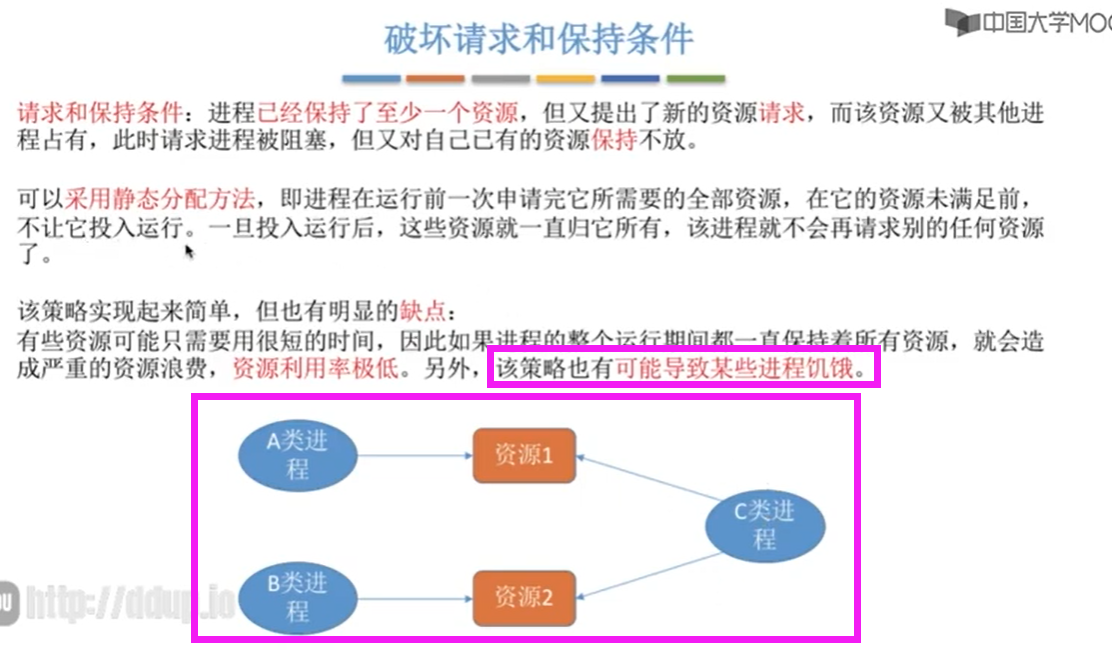 中国大学MOO
破坏请求和保持条件
请求和保持条件：进程已经保持了至少一个资源，但又提出了新的资源请求，而该资源又被其他进
程占有，此时请求进程被阻塞，但又对自己已有的资源保持不放。
可以采用静态分配方法，即进程在运行前一次申请完它所需要的全部资源，在它的资源未满足前，
不让它投入运行。一旦投入运行后，这些资源就一直归它所有，该进程就不会再请求别的任何资源
了。
该策略实现起来简单，但也有明显的缺点：
有些资源可能只需要用很短的时间，因此如果进程的整个运行期间都一直保持着所有资源，就会造
成严重的资源浪费，资源利用率极低。另外，该策略也有可能导致某些进程饥饿。
A类进
程
资源1
C类进
程
B类进
程
资源2
http://ddup.io